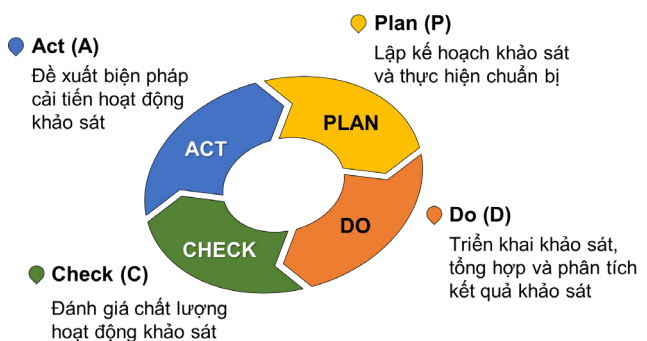 Plan (P)
Lập kế hoạch khảo sát
và thực hiện chuẩn bị
Act (A)
Đề xuất biện pháp
cải tiến hoạt động
khảo sát
PLAN
ACT
DO
CHECK
Do (D)
Triển khai khảo sát,
tổng hợp và phân tích
kết quả khảo sát
Check (C)
Đánh giá chất lượng
hoạt động khảo sát